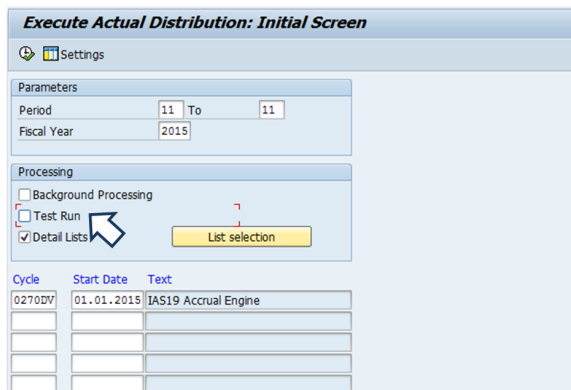 Execute Actual Distribution: Initial Screen
Settings
Parameters
Period 11 To 11
Fiscal Year 2015
Processing
Background Processing
Test Run
Detail Lists List selection
Cycle Start Date Text
0270DV 01.01.2015 IAS19 Accrual Engine